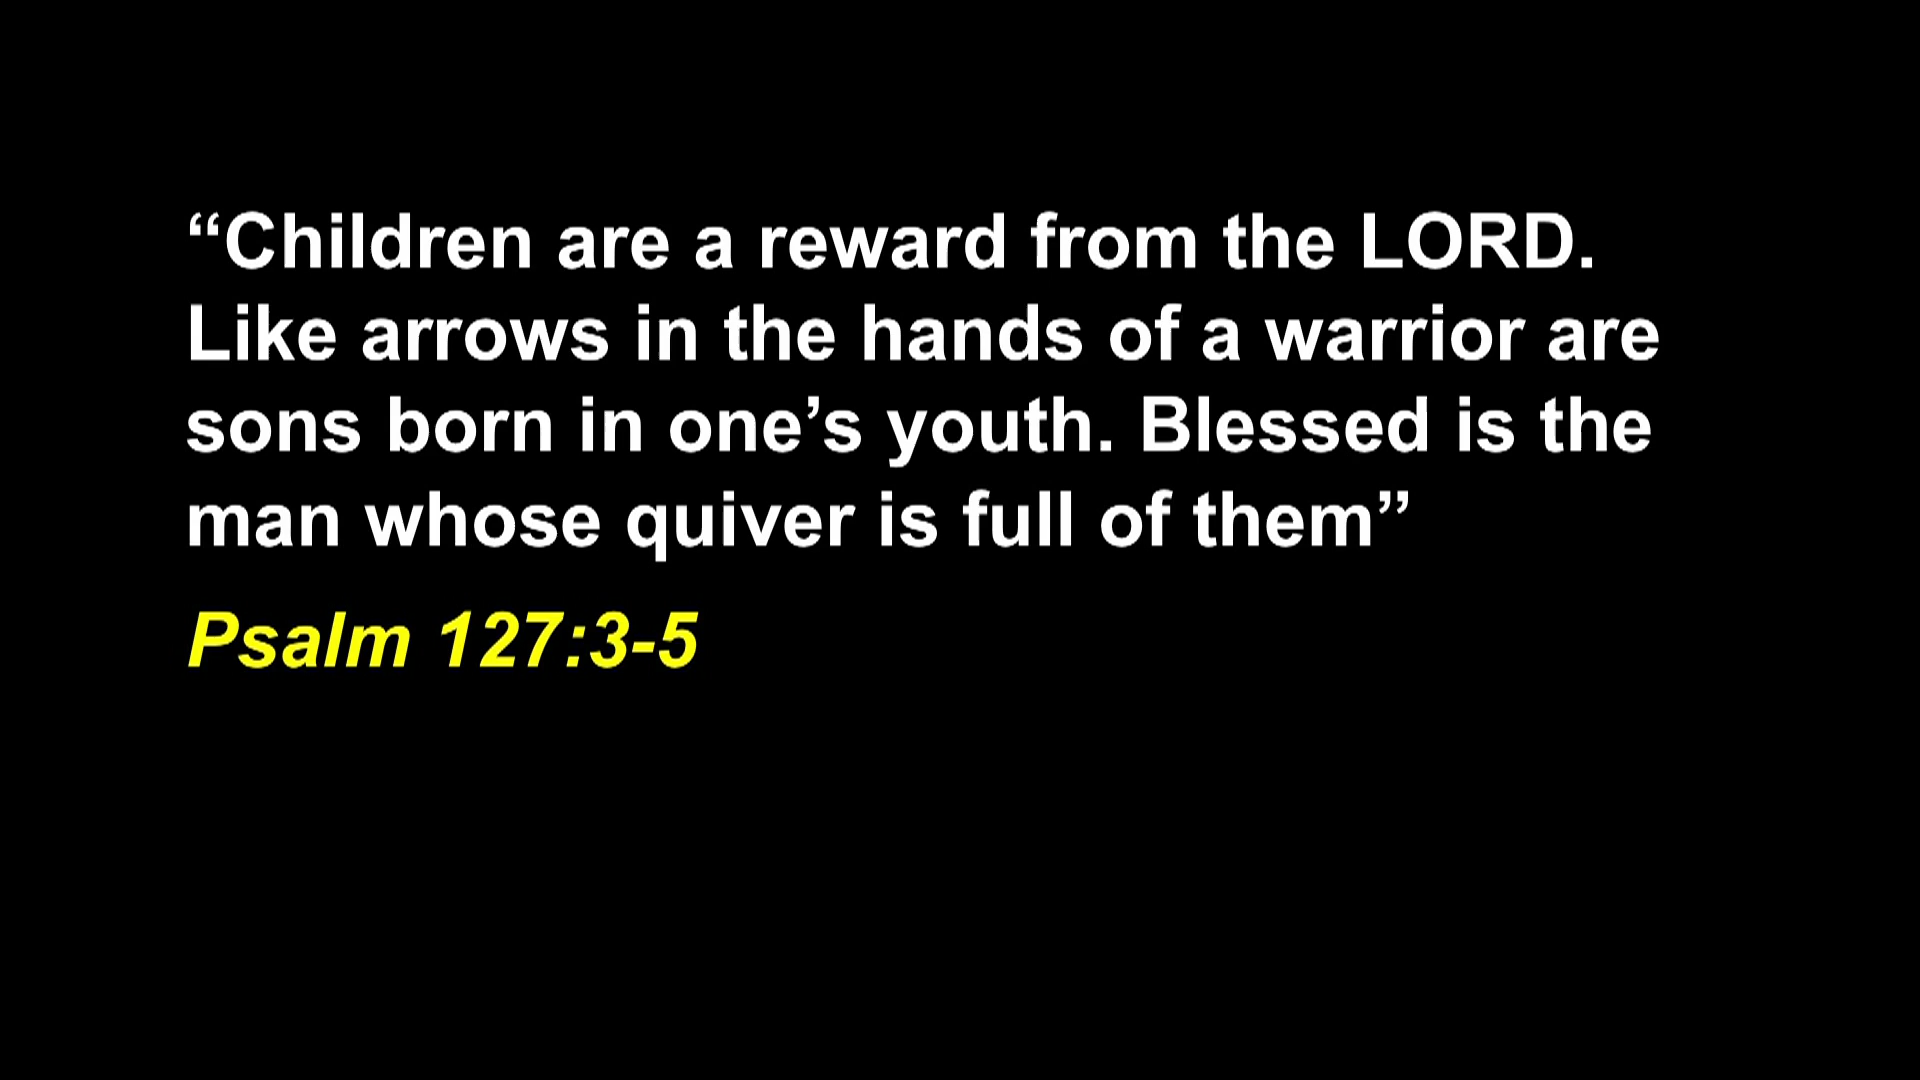 “Children are a reward from the LORD.
Like arrows in the hands of a warrior are
sons born in one’s youth. Blessed is the
man whose quiver is full of them”
Psalm 127:3-5